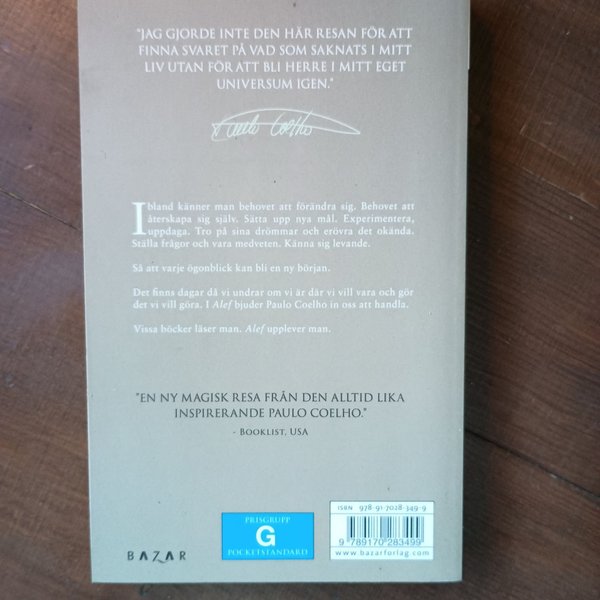 "JAG GJORDE INTE DEN HÄR RESAN FÖR ATT
FINNA SVARET PÅ VAD SOM SAKNATS I MITT
LIV UTAN FÖR ATT BLI HERRE I MITT EGET
UNIVERSUM IGEN."
Paulo Coelho
Ibland känner man behovet att förändra sig. Behovet att
återskapa sig själv. Sätta upp nya mål. Experimentera,
uppdaga. Tro på sina drömmar och erövra det okända.
Ställa frågor och vara medveten. Känna sig levande.
Så att varje ögonblick kan bli en ny början.
Det finns dagar då vi undrar om vi är där vi vill vara och gör
det vi vill göra. I Alef bjuder Paulo Coelho in oss att handla.
Vissa böcker läser man. Alef upplever man.
"EN NY MAGISK RESA FRÅN DEN ALLTID LIKA
INSPIRERANDE PAULO COELHO."
- BOOKLIST, USA
BAZAR
PRISGRUPP
G
POCKETSTANDARD
ISBN 978-91-7028-349-9
9 789170 283499
www.bazarforlag.com